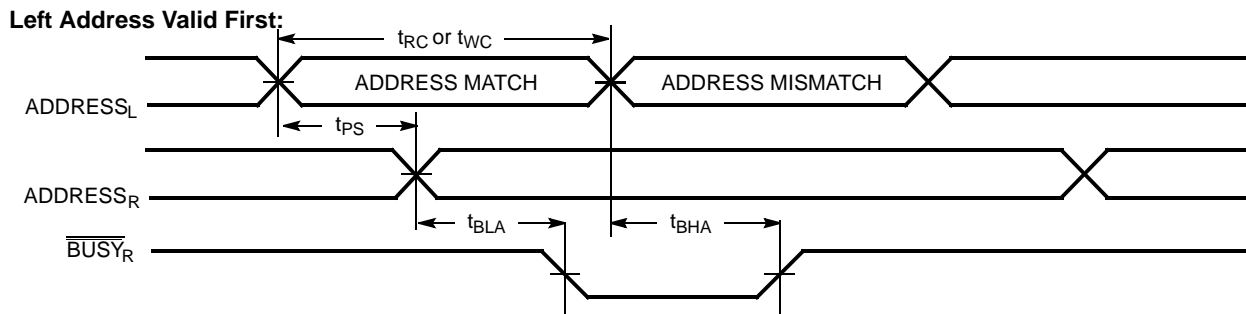 Left Address Valid First:
tRC or tWC
ADDRESS MATCH
ADDRESS MISMATCH
ADDRESSL
tPS
ADDRESSR
tBLA
tBHA
BUSYR